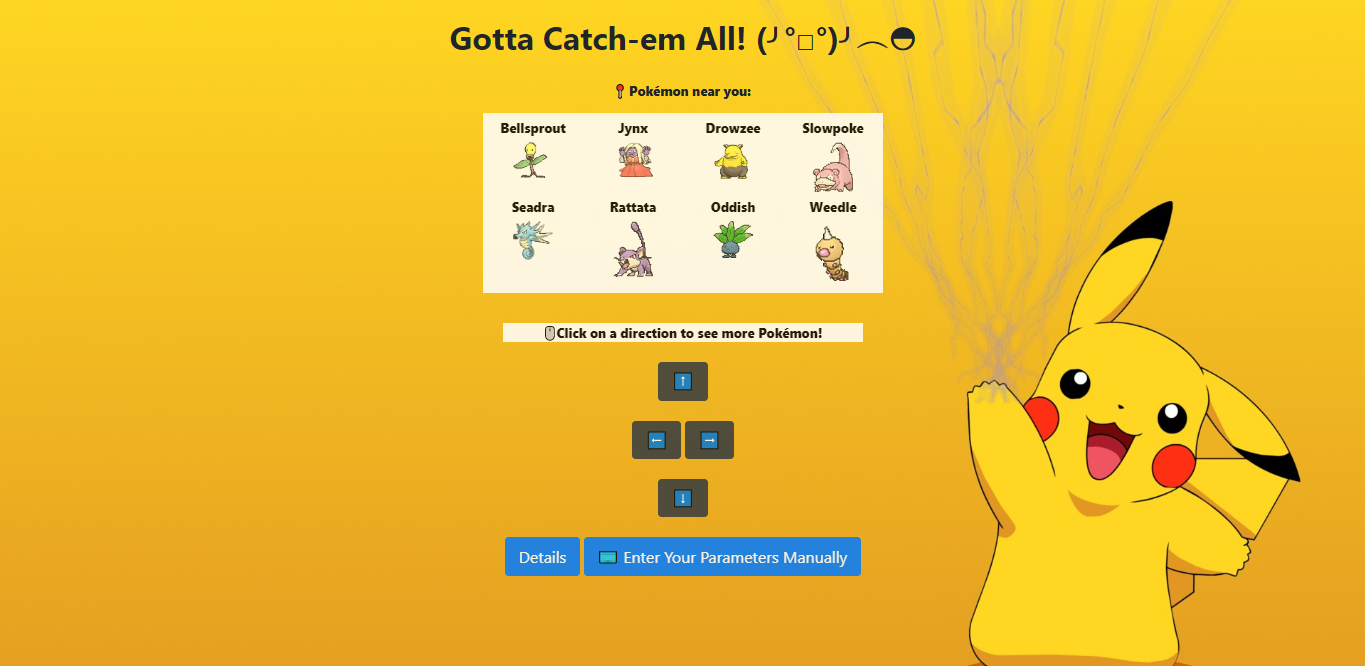 Gotta Catch-em All! (╯°□°)╯︵◓
📍 Pokémon near you:
Bellsprout Jynx Drowzee Slowpoke
Seadra Rattata Oddish Weedle
🖱Click on a direction to see more Pokémon!
↑
← →
↓
Details Enter Your Parameters Manually